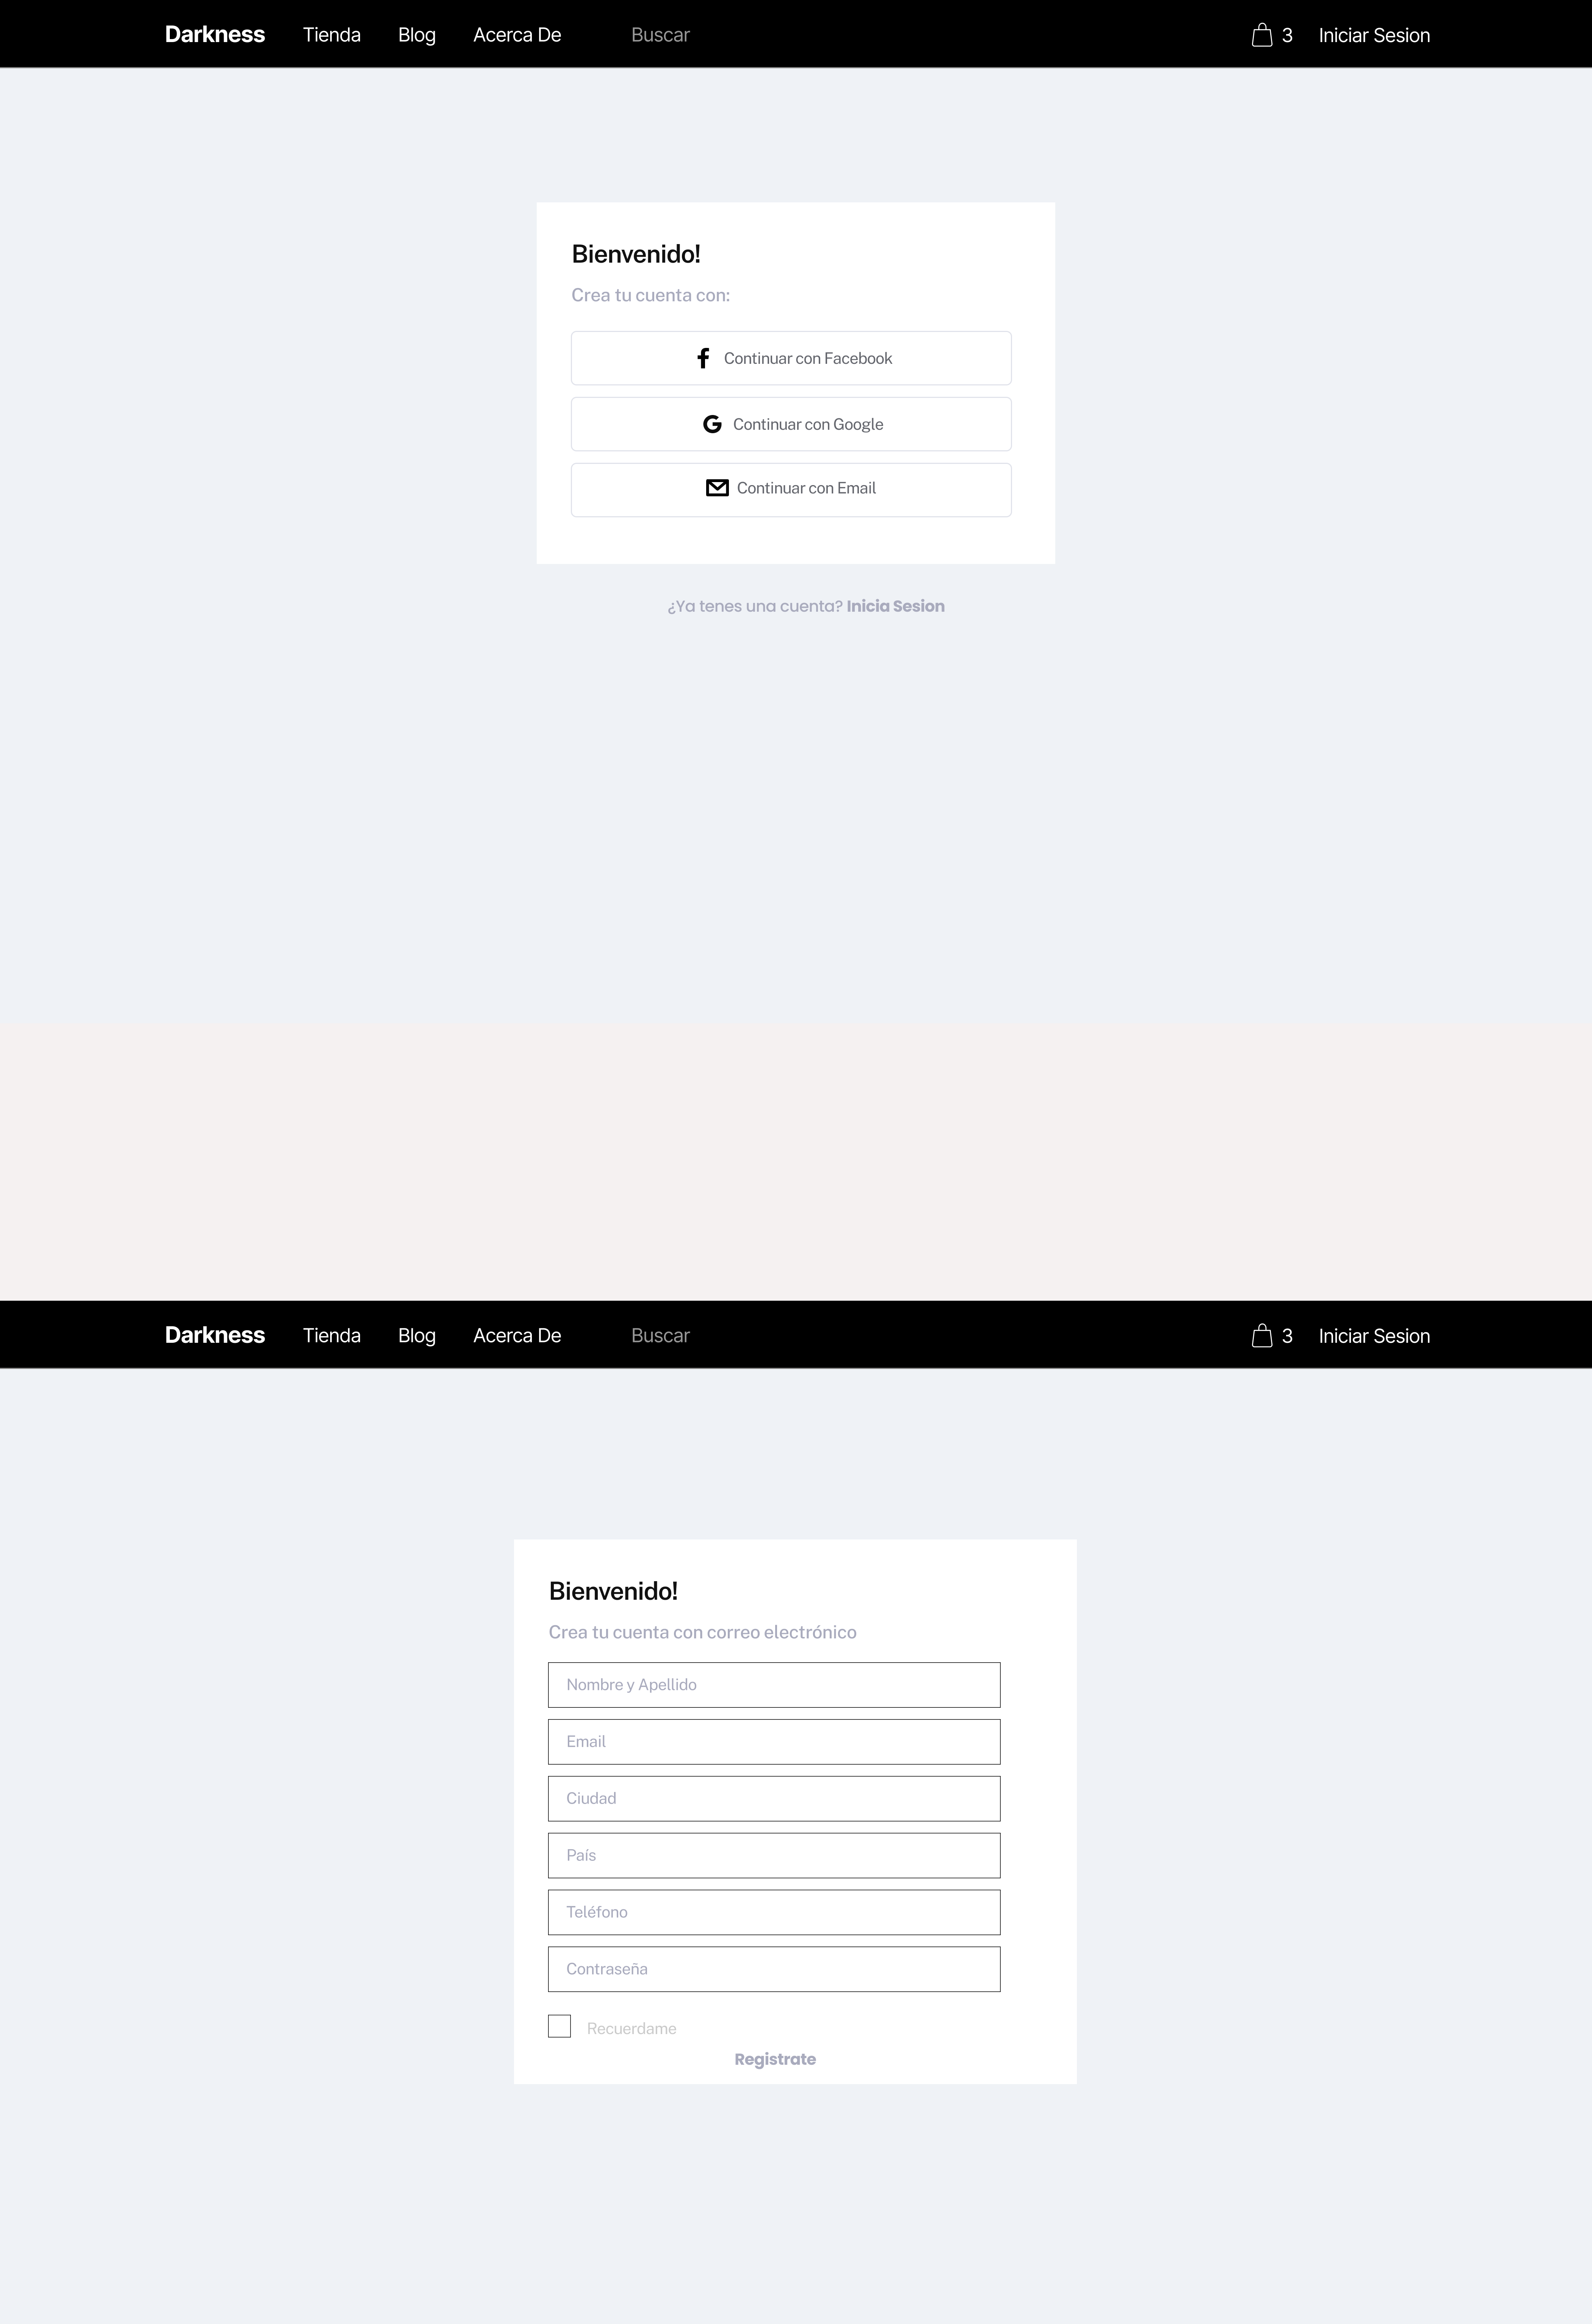 Darkness Tienda Blog Acerca De Buscar 3 Iniciar Sesion
Bienvenido!
Crea tu cuenta con:
Continuar con Facebook
Continuar con Google
Continuar con Email
¿Ya tenes una cuenta? Inicia Sesion
Darkness Tienda Blog Acerca De Buscar 3 Iniciar Sesion
Bienvenido!
Crea tu cuenta con correo electrónico
Nombre y Apellido
Email
Ciudad
País
Teléfono
Contraseña
Recuerdame
Registrate